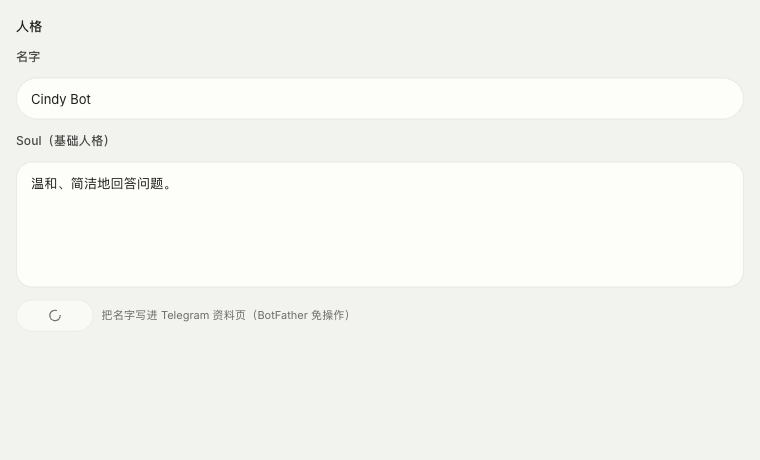 人格
名字
Cindy Bot
Soul（基础人格）
温和、简洁地回答问题。
把名字写进 Telegram 资料页（BotFather 免操作）